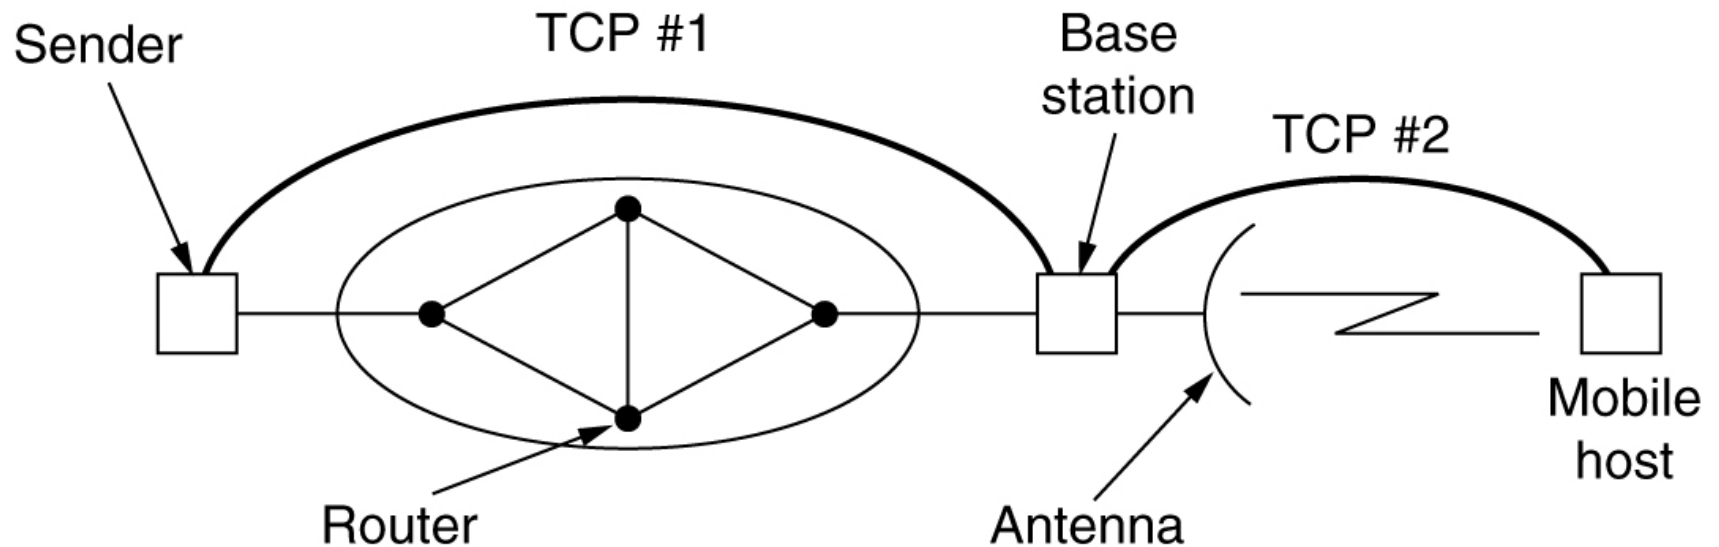 Sender
TCP #1
Base
station
TCP #2
Mobile
host
Router
Antenna